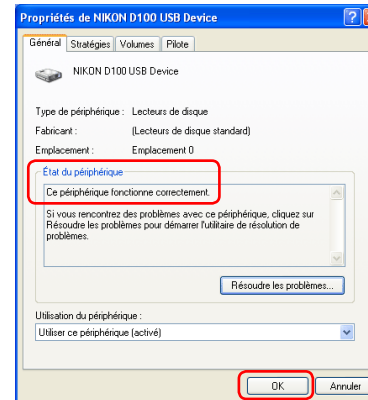 Propriétés de NIKON D100 USB Device
Général Stratégies Volumes Pilote
NIKON D100 USB Device
Type de périphérique : Lecteurs de disque
Fabricant : (Lecteurs de disque standard)
Emplacement : Emplacement 0
État du périphérique
Ce périphérique fonctionne correctement.
Si vous rencontrez des problèmes avec ce périphérique, cliquez sur
Résoudre les problèmes pour démarrer l'utilitaire de résolution de
problèmes.
Résoudre les problèmes...
Utilisation du périphérique :
Utiliser ce périphérique (activé)
OK Annuler